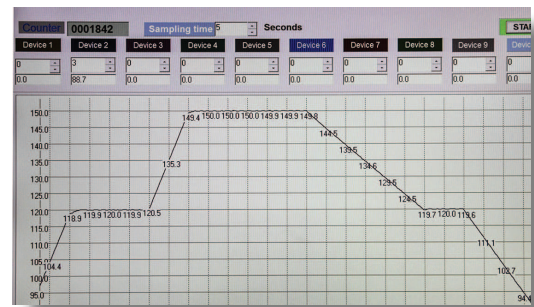 Counter 0001842 Sampling time 5 Seconds STA
Device 1 Device 2 Device 3 Device 4 Device 5 Device 6 Device 7 Device 8 Device 9 Devic
0 3 0 0 0 0 0 0 0 0
0.0 88.7 0.0 0.0 0.0 0.0 0.0 0.0 0.0 0.0
150.0 149.4 150.0 150.0 150.0 149.9 149.9 149.8
145.0 144.5
140.0 139.5
135.0 135.3 134.6
130.0 129.5
125.0 124.5
120.0 118.9 119.9 120.0 119.9 120.5 119.7 120.0 119.6
115.0
110.0 111.1
105.0 104.4 102.7
100.0
95.0 94.4